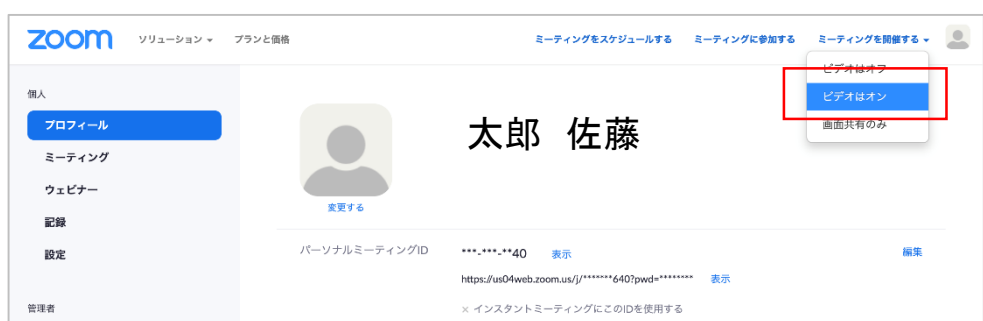 zoom ソリューション プランと価格 ミーティングをスケジュールする ミーティングに参加する ミーティングを開催する
ビデオはオフ
ビデオはオン
画面共有のみ
個人
プロフィール
ミーティング
ウェビナー
記録
設定
管理者
変更する
太郎 佐藤
パーソナルミーティングID ***-***-**40 表示 編集
https://us04web.zoom.us/j/*******640?pwd=******** 表示
× インスタントミーティングにこのIDを使用する